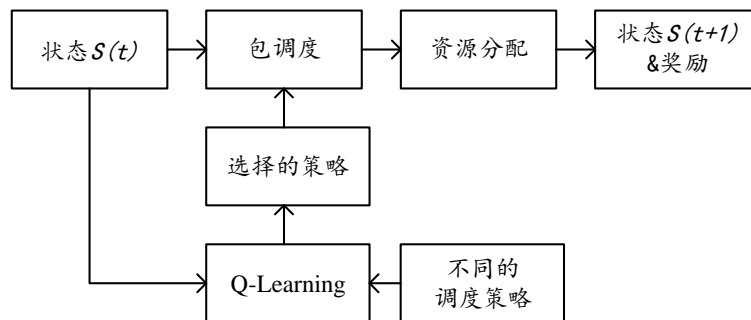 状态S(t)
包调度
资源分配
状态S(t+1)
&奖励
选择的策略
Q-Learning
不同的
调度策略